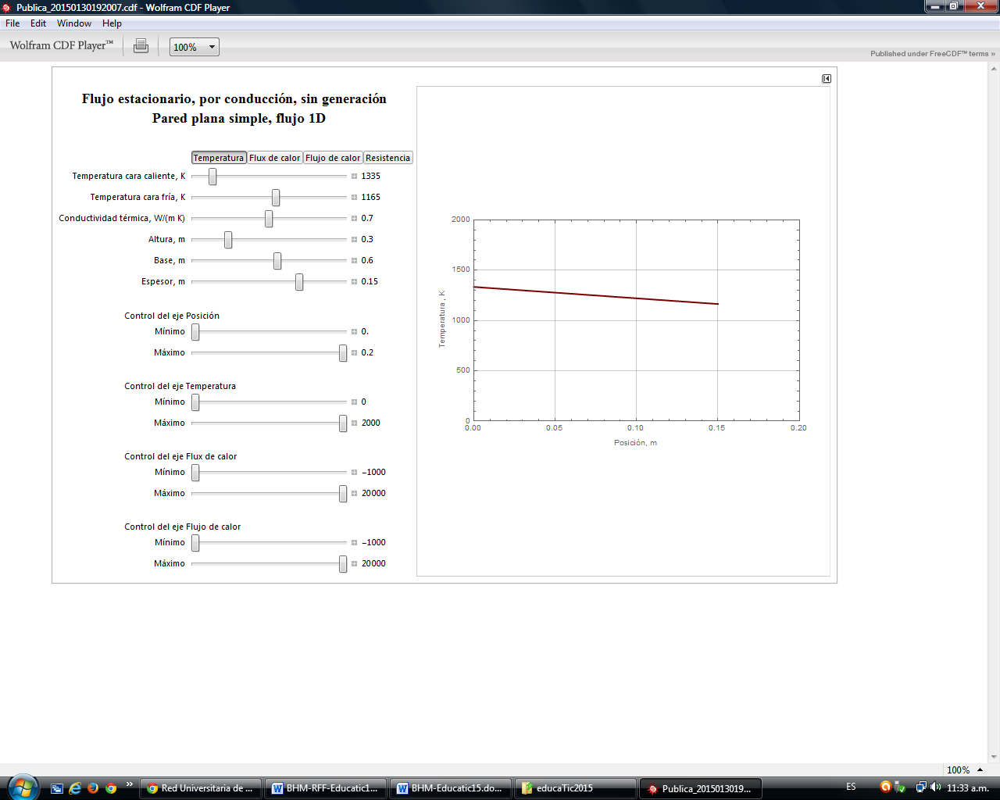 Publica_20150130192007.cdf - Wolfram CDF Player
File Edit Window Help
Wolfram CDF Player™ 100%
Published under FreeCDF™ terms »
Flujo estacionario, por conducción, sin generación
Pared plana simple, flujo 1D
Temperatura Flux de calor Flujo de calor Resistencia
Temperatura cara caliente, K 1335
Temperatura cara fría, K 1165
Conductividad térmica, W/(m K) 0.7
Altura, m 0.3
Base, m 0.6
Espesor, m 0.15
Control del eje Posición
Mínimo 0.
Máximo 0.2
Control del eje Temperatura
Mínimo 0
Máximo 2000
Control del eje Flux de calor
Mínimo −1000
Máximo 20000
Control del eje Flujo de calor
Mínimo −1000
Máximo 20000
2000
1500
1000
500
0
Temperatura, K
0.00 0.05 0.10 0.15 0.20
Posición, m
100%
» Red Universitaria de ... BHM-RFF-Educatic1... BHM-Educatic15.do... educaTic2015 Publica_2015013019... ES 11:33 a.m.